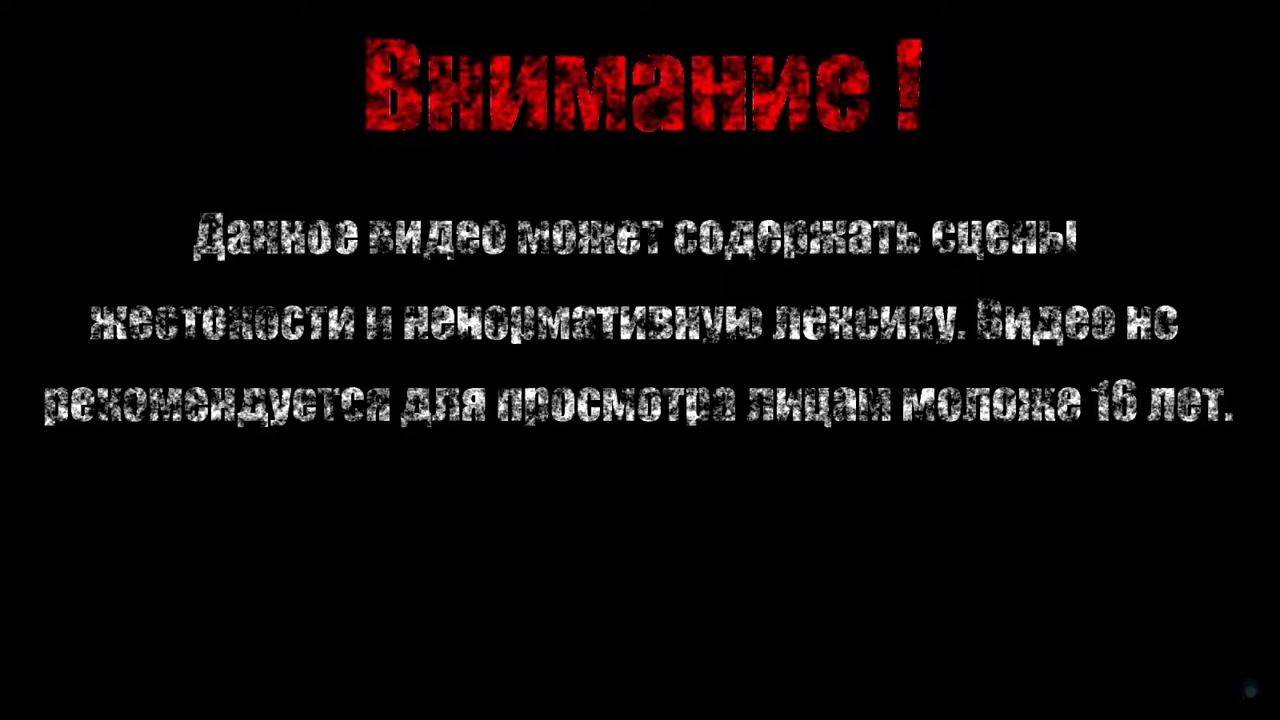 Внимание !
Данное видео может содержать сцены
жестокости и ненормативную лексику. Видео не
рекомендуется для просмотра лицам моложе 16 лет.